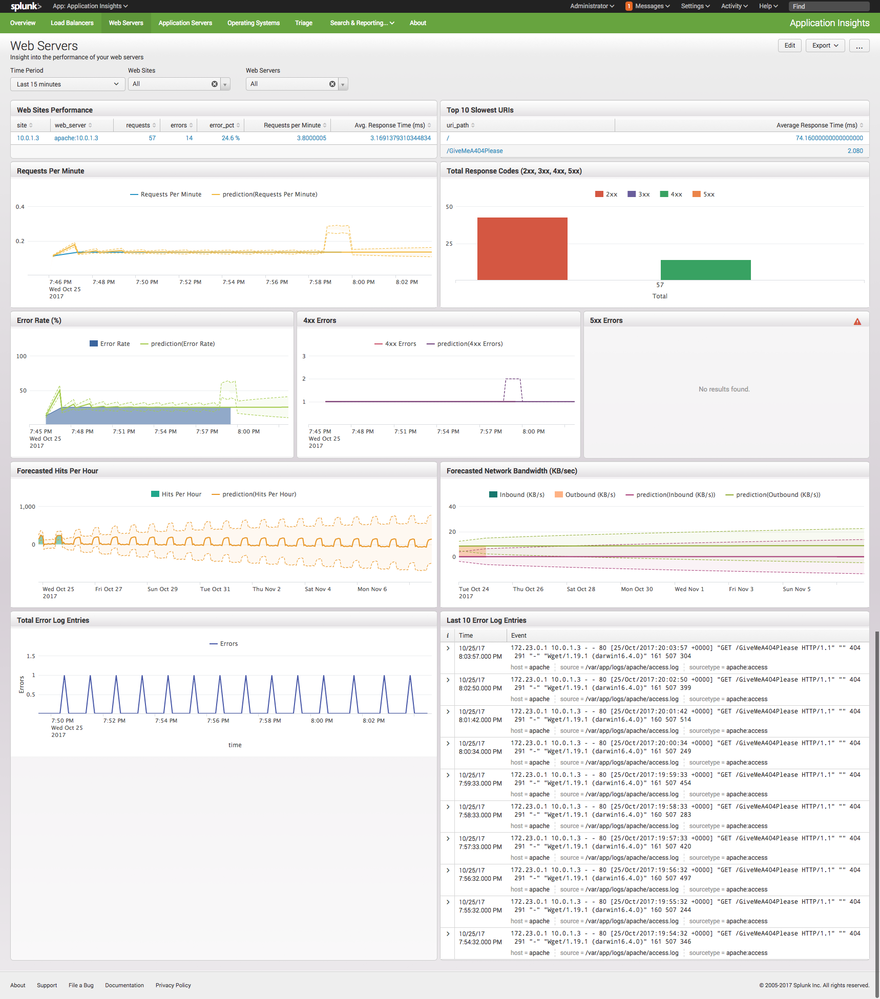 splunk> App: Application Insights Administrator 1 Messages Settings Activity Help Find
Overview Load Balancers Web Servers Application Servers Operating Systems Triage Search & Reporting... About Application Insights
Web Servers
Edit Export ...
Insight into the performance of your web servers
Time Period Web Sites Web Servers
Last 15 minutes All All
Web Sites Performance
site web_server requests errors error_pct Requests per Minute Avg. Response Time (ms)
10.0.1.3 apache:10.0.1.3 57 14 24.6 % 3.8000005 3.1691379310344834
Top 10 Slowest URIs
uri_path Average Response Time (ms)
/ 74.16000000000000000
/GiveMeA404Please 2.080
Requests Per Minute
Requests Per Minute prediction(Requests Per Minute)
0.4
0.2
7:46 PM 7:48 PM 7:50 PM 7:52 PM 7:54 PM 7:56 PM 7:58 PM 8:00 PM 8:02 PM
Wed Oct 25
2017
Total Response Codes (2xx, 3xx, 4xx, 5xx)
2xx 3xx 4xx 5xx
50
25
57
Total
Error Rate (%)
Error Rate prediction(Error Rate)
100
50
7:45 PM 7:48 PM 7:51 PM 7:54 PM 7:57 PM 8:00 PM
Wed Oct 25
2017
4xx Errors
4xx Errors prediction(4xx Errors)
3
2
1
7:45 PM 7:48 PM 7:51 PM 7:54 PM 7:57 PM 8:00 PM
Wed Oct 25
2017
5xx Errors
No results found.
Forecasted Hits Per Hour
Hits Per Hour prediction(Hits Per Hour)
1,000
0
Wed Oct 25 Fri Oct 27 Sun Oct 29 Tue Oct 31 Thu Nov 2 Sat Nov 4 Mon Nov 6
2017
Forecasted Network Bandwidth (KB/sec)
Inbound (KB/s) Outbound (KB/s) prediction(Inbound (KB/s)) prediction(Outbound (KB/s))
40
20
0
Tue Oct 24 Thu Oct 26 Sat Oct 28 Mon Oct 30 Wed Nov 1 Fri Nov 3 Sun Nov 5
2017
Total Error Log Entries
Errors
1.5
1
0.5
Errors
7:50 PM 7:52 PM 7:54 PM 7:56 PM 7:58 PM 8:00 PM 8:02 PM
Wed Oct 25
2017
time
Last 10 Error Log Entries
i Time Event
10/25/17 172.23.0.1 10.0.1.3 - - 80 [25/Oct/2017:20:03:57 +0000] "GET /GiveMeA404Please HTTP/1.1" "" 404
8:03:57.000 PM 291 "-" "Wget/1.19.1 (darwin16.4.0)" 161 507 304
host = apache source = /var/app/logs/apache/access.log sourcetype = apache:access
10/25/17 172.23.0.1 10.0.1.3 - - 80 [25/Oct/2017:20:02:50 +0000] "GET /GiveMeA404Please HTTP/1.1" "" 404
8:02:50.000 PM 291 "-" "Wget/1.19.1 (darwin16.4.0)" 161 507 399
host = apache source = /var/app/logs/apache/access.log sourcetype = apache:access
10/25/17 172.23.0.1 10.0.1.3 - - 80 [25/Oct/2017:20:01:42 +0000] "GET /GiveMeA404Please HTTP/1.1" "" 404
8:01:42.000 PM 291 "-" "Wget/1.19.1 (darwin16.4.0)" 160 507 514
host = apache source = /var/app/logs/apache/access.log sourcetype = apache:access
10/25/17 172.23.0.1 10.0.1.3 - - 80 [25/Oct/2017:20:00:34 +0000] "GET /GiveMeA404Please HTTP/1.1" "" 404
8:00:34.000 PM 291 "-" "Wget/1.19.1 (darwin16.4.0)" 161 507 249
host = apache source = /var/app/logs/apache/access.log sourcetype = apache:access
10/25/17 172.23.0.1 10.0.1.3 - - 80 [25/Oct/2017:19:59:33 +0000] "GET /GiveMeA404Please HTTP/1.1" "" 404
7:59:33.000 PM 291 "-" "Wget/1.19.1 (darwin16.4.0)" 161 507 454
host = apache source = /var/app/logs/apache/access.log sourcetype = apache:access
10/25/17 172.23.0.1 10.0.1.3 - - 80 [25/Oct/2017:19:58:33 +0000] "GET /GiveMeA404Please HTTP/1.1" "" 404
7:58:33.000 PM 291 "-" "Wget/1.19.1 (darwin16.4.0)" 160 507 283
host = apache source = /var/app/logs/apache/access.log sourcetype = apache:access
10/25/17 172.23.0.1 10.0.1.3 - - 80 [25/Oct/2017:19:57:33 +0000] "GET /GiveMeA404Please HTTP/1.1" "" 404
7:57:33.000 PM 291 "-" "Wget/1.19.1 (darwin16.4.0)" 161 507 420
host = apache source = /var/app/logs/apache/access.log sourcetype = apache:access
10/25/17 172.23.0.1 10.0.1.3 - - 80 [25/Oct/2017:19:56:32 +0000] "GET /GiveMeA404Please HTTP/1.1" "" 404
7:56:32.000 PM 291 "-" "Wget/1.19.1 (darwin16.4.0)" 160 507 497
host = apache source = /var/app/logs/apache/access.log sourcetype = apache:access
10/25/17 172.23.0.1 10.0.1.3 - - 80 [25/Oct/2017:19:55:32 +0000] "GET /GiveMeA404Please HTTP/1.1" "" 404
7:55:32.000 PM 291 "-" "Wget/1.19.1 (darwin16.4.0)" 160 507 244
host = apache source = /var/app/logs/apache/access.log sourcetype = apache:access
10/25/17 172.23.0.1 10.0.1.3 - - 80 [25/Oct/2017:19:54:32 +0000] "GET /GiveMeA404Please HTTP/1.1" "" 404
7:54:32.000 PM 291 "-" "Wget/1.19.1 (darwin16.4.0)" 161 507 346
host = apache source = /var/app/logs/apache/access.log sourcetype = apache:access
About Support File a Bug Documentation Privacy Policy © 2005-2017 Splunk Inc. All rights reserved.